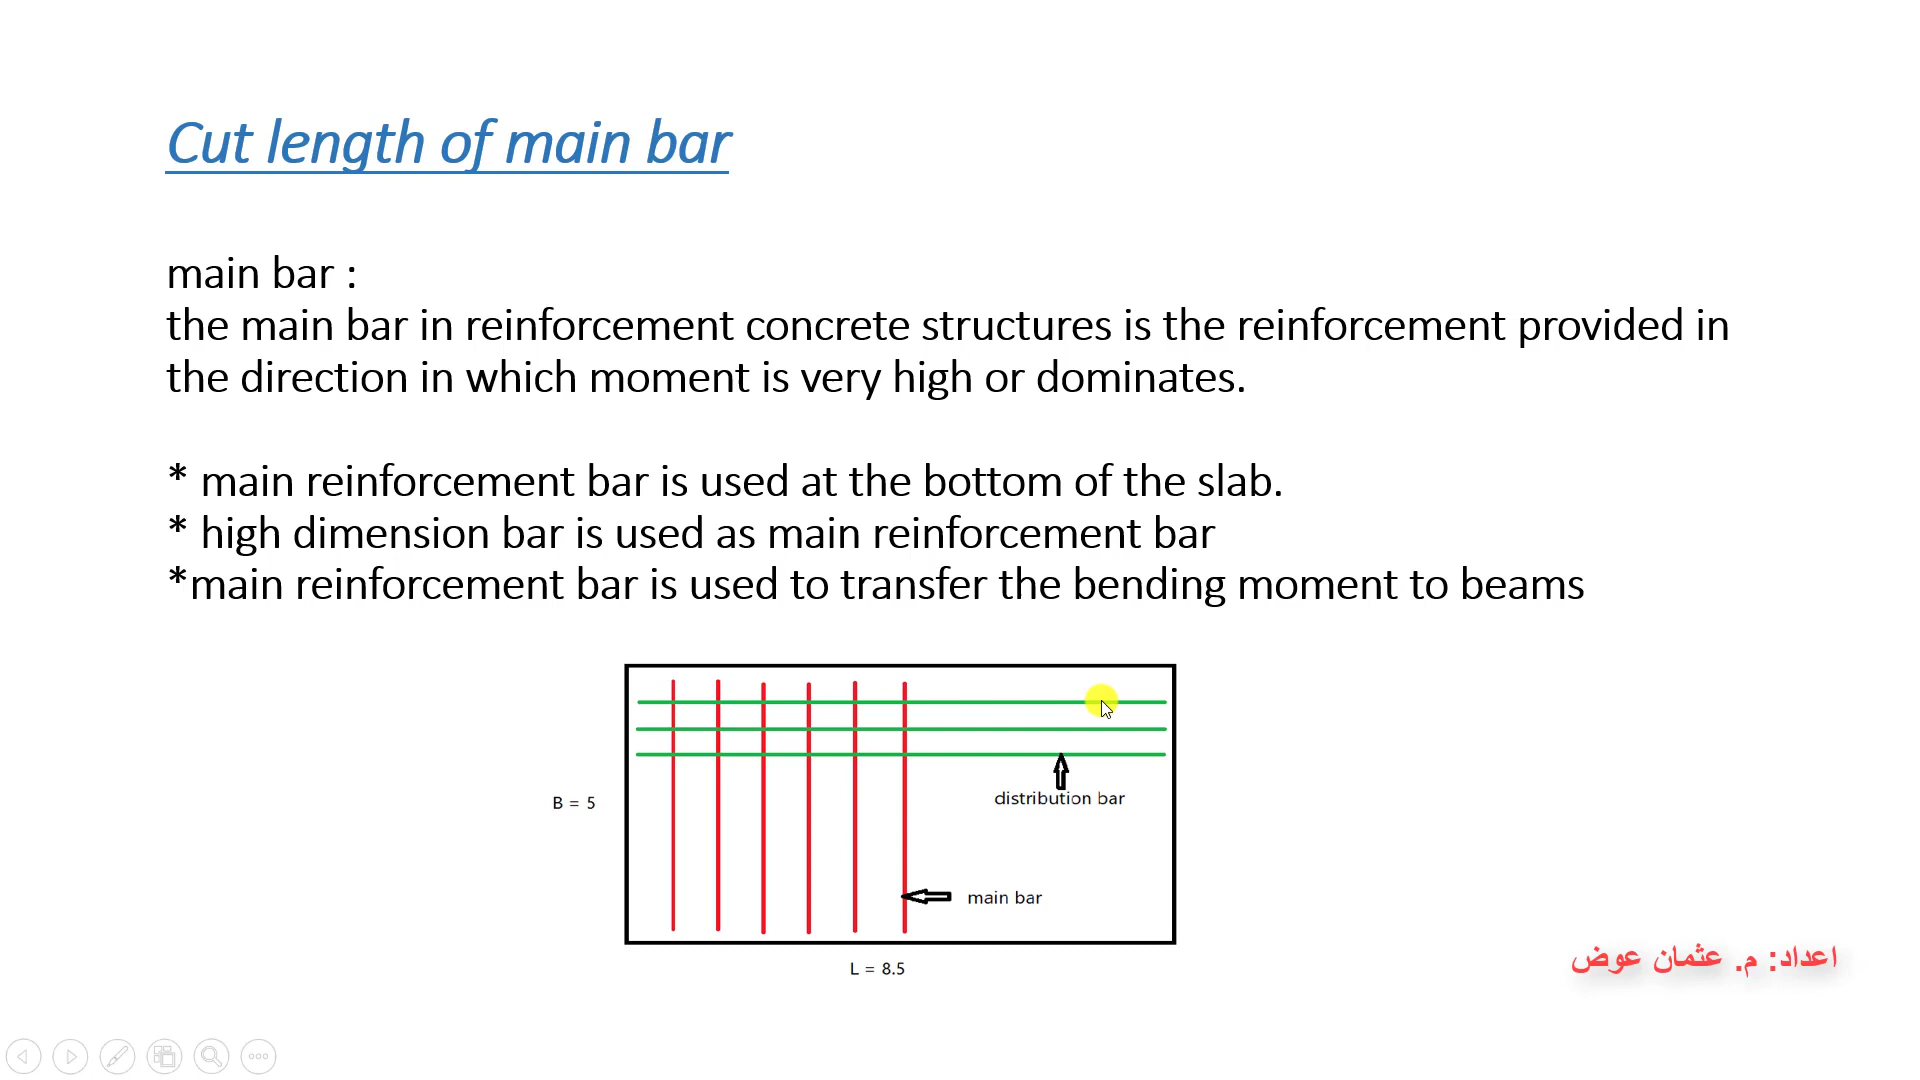 Cut length of main bar
main bar :
the main bar in reinforcement concrete structures is the reinforcement provided in
the direction in which moment is very high or dominates.
* main reinforcement bar is used at the bottom of the slab.
* high dimension bar is used as main reinforcement bar
*main reinforcement bar is used to transfer the bending moment to beams
distribution bar
B = 5
main bar
L = 8.5
اعداد: م. عثمان عوض